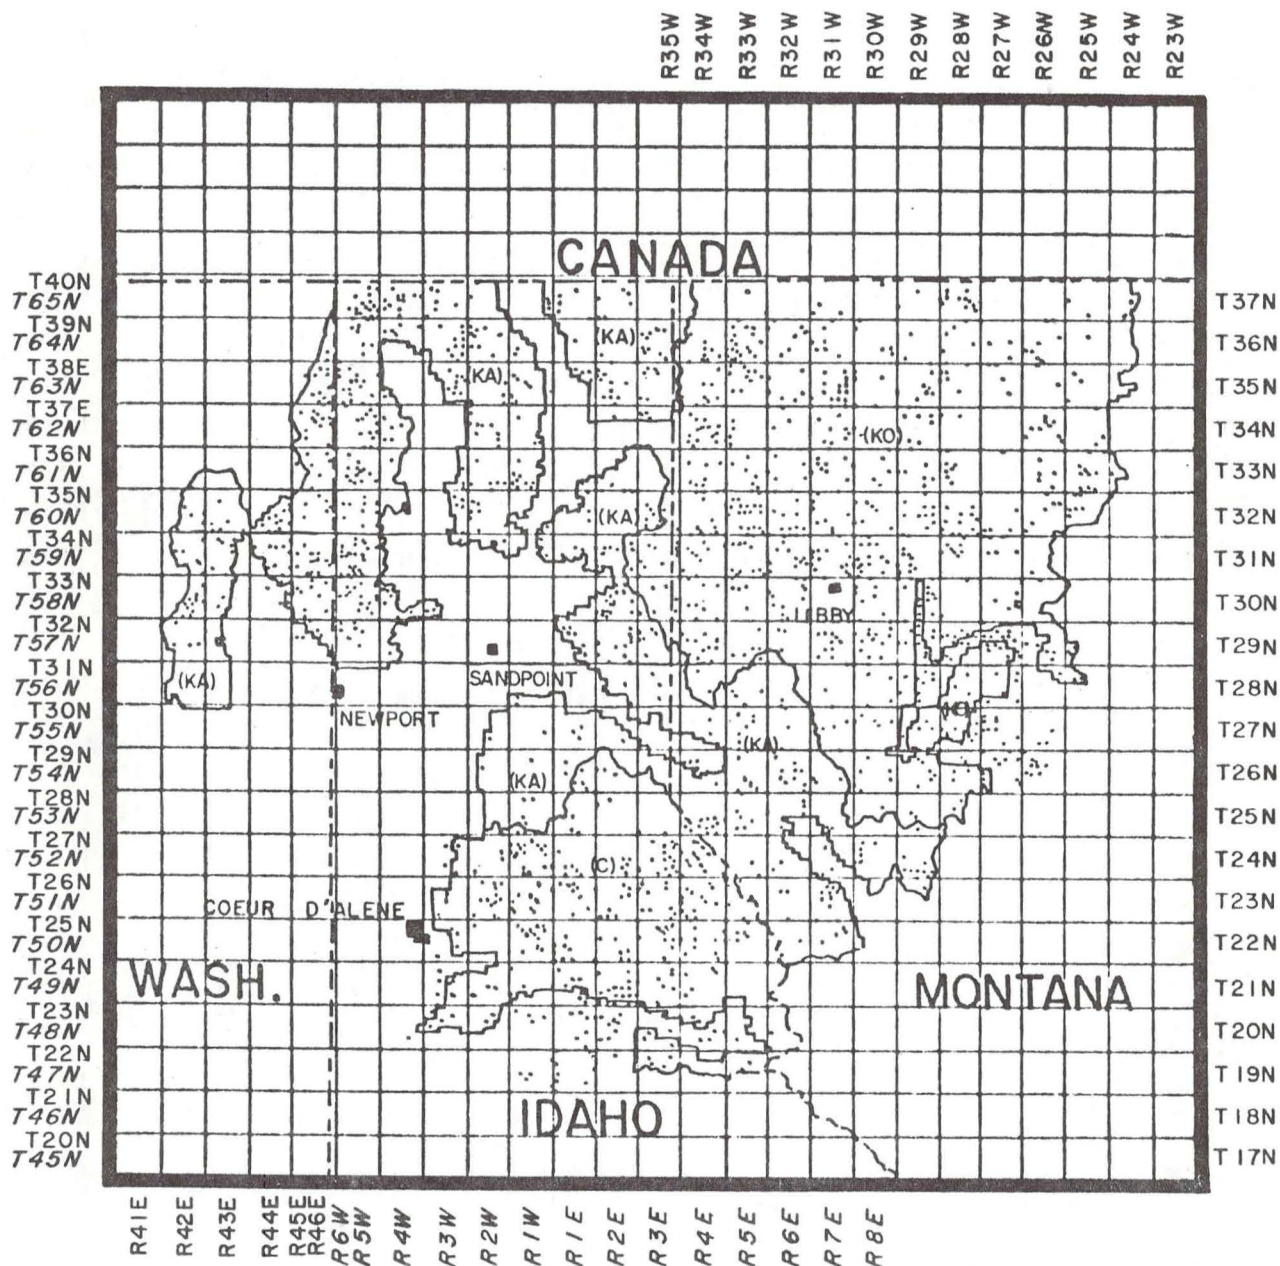 R35W R34W R33W R32W R31W R30W R29W R28W R27W R26W R25W R24W R23W
CANADA
T40N
T65N T37N
T39N
T64N (KA) T36N
T38E
T63N (KA) T35N
T37E
T62N (KO) T34N
T36N
T61N T33N
T35N
T60N (KA) T32N
T34N
T59N T31N
T33N
T58N T30N
T32N LIBBY
T57N T29N
T31N
T56N (KA) SANDPOINT T28N
T30N NEWPORT
T55N (KA) T27N
T29N
T54N (KA) T26N
T28N
T53N T25N
T27N
T52N (C) T24N
T26N
T51N COEUR D'ALENE T23N
T25N
T50N T22N
T24N
T49N WASH. MONTANA T21N
T23N
T48N T20N
T22N
T47N T19N
T21N
T46N IDAHO T18N
T20N
T45N T17N
R41E R42E R43E R44E R45E R46E R6W R5W R4W R3W R2W R1W R1E R2E R3E R4E R5E R6E R7E R8E